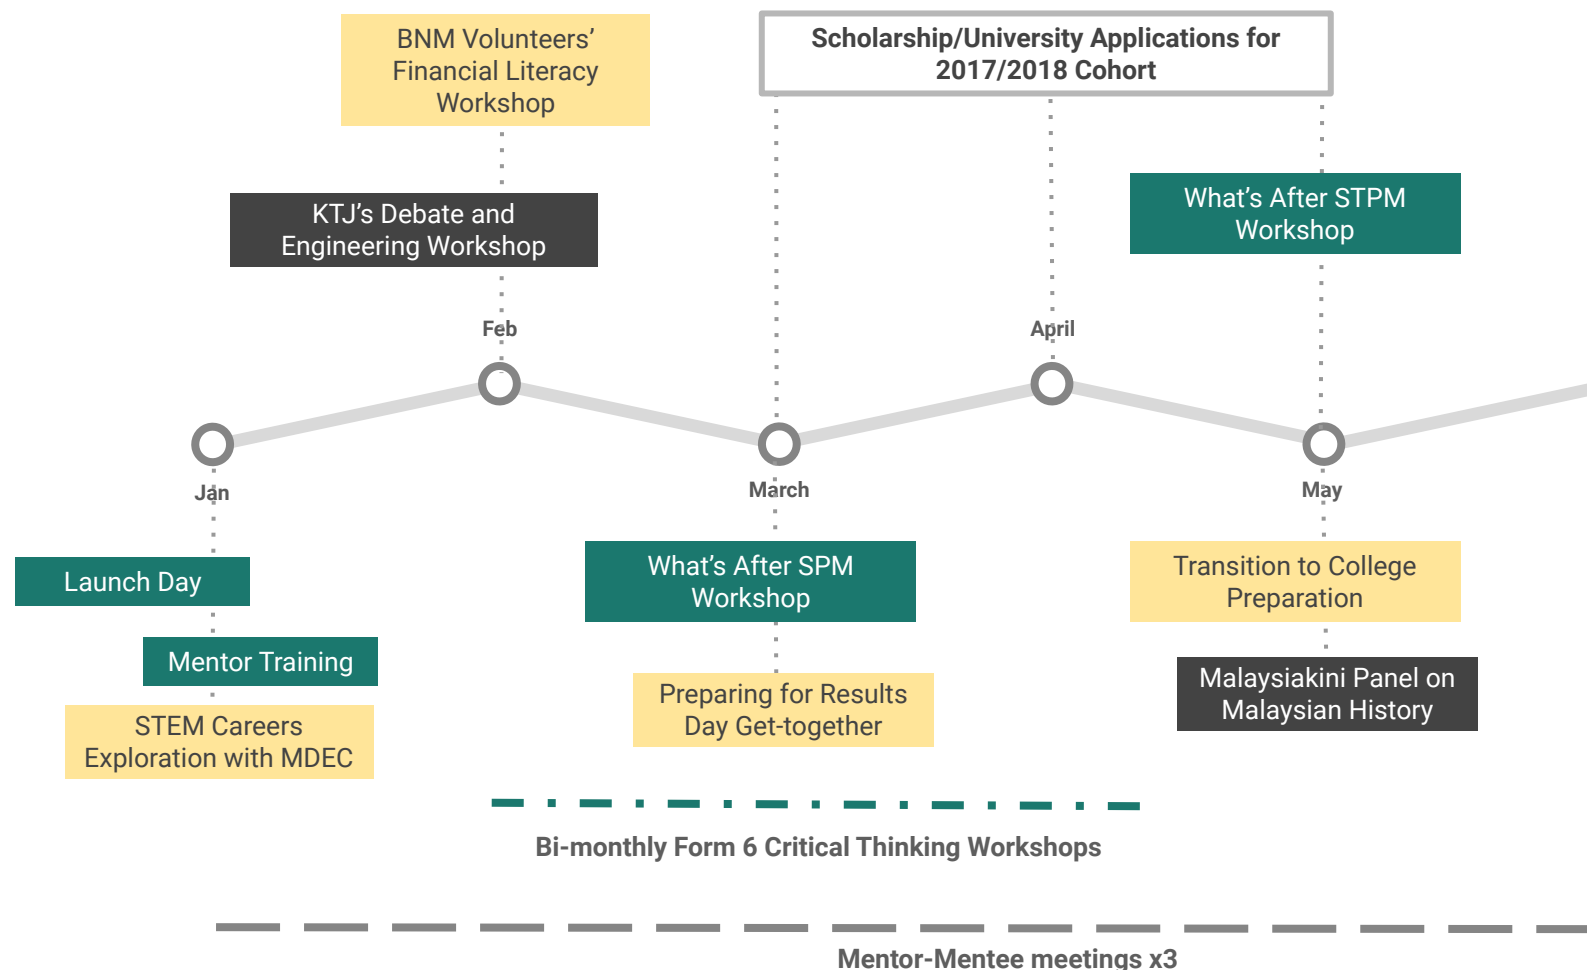 BNM Volunteers’
Financial Literacy
Workshop
Scholarship/University Applications for
2017/2018 Cohort
KTJ’s Debate and
Engineering Workshop
What’s After STPM
Workshop
Feb
April
Jan
March
May
Launch Day
What’s After SPM
Workshop
Transition to College
Preparation
Mentor Training
Preparing for Results
Day Get-together
Malaysiakini Panel on
Malaysian History
STEM Careers
Exploration with MDEC
Bi-monthly Form 6 Critical Thinking Workshops
Mentor-Mentee meetings x3